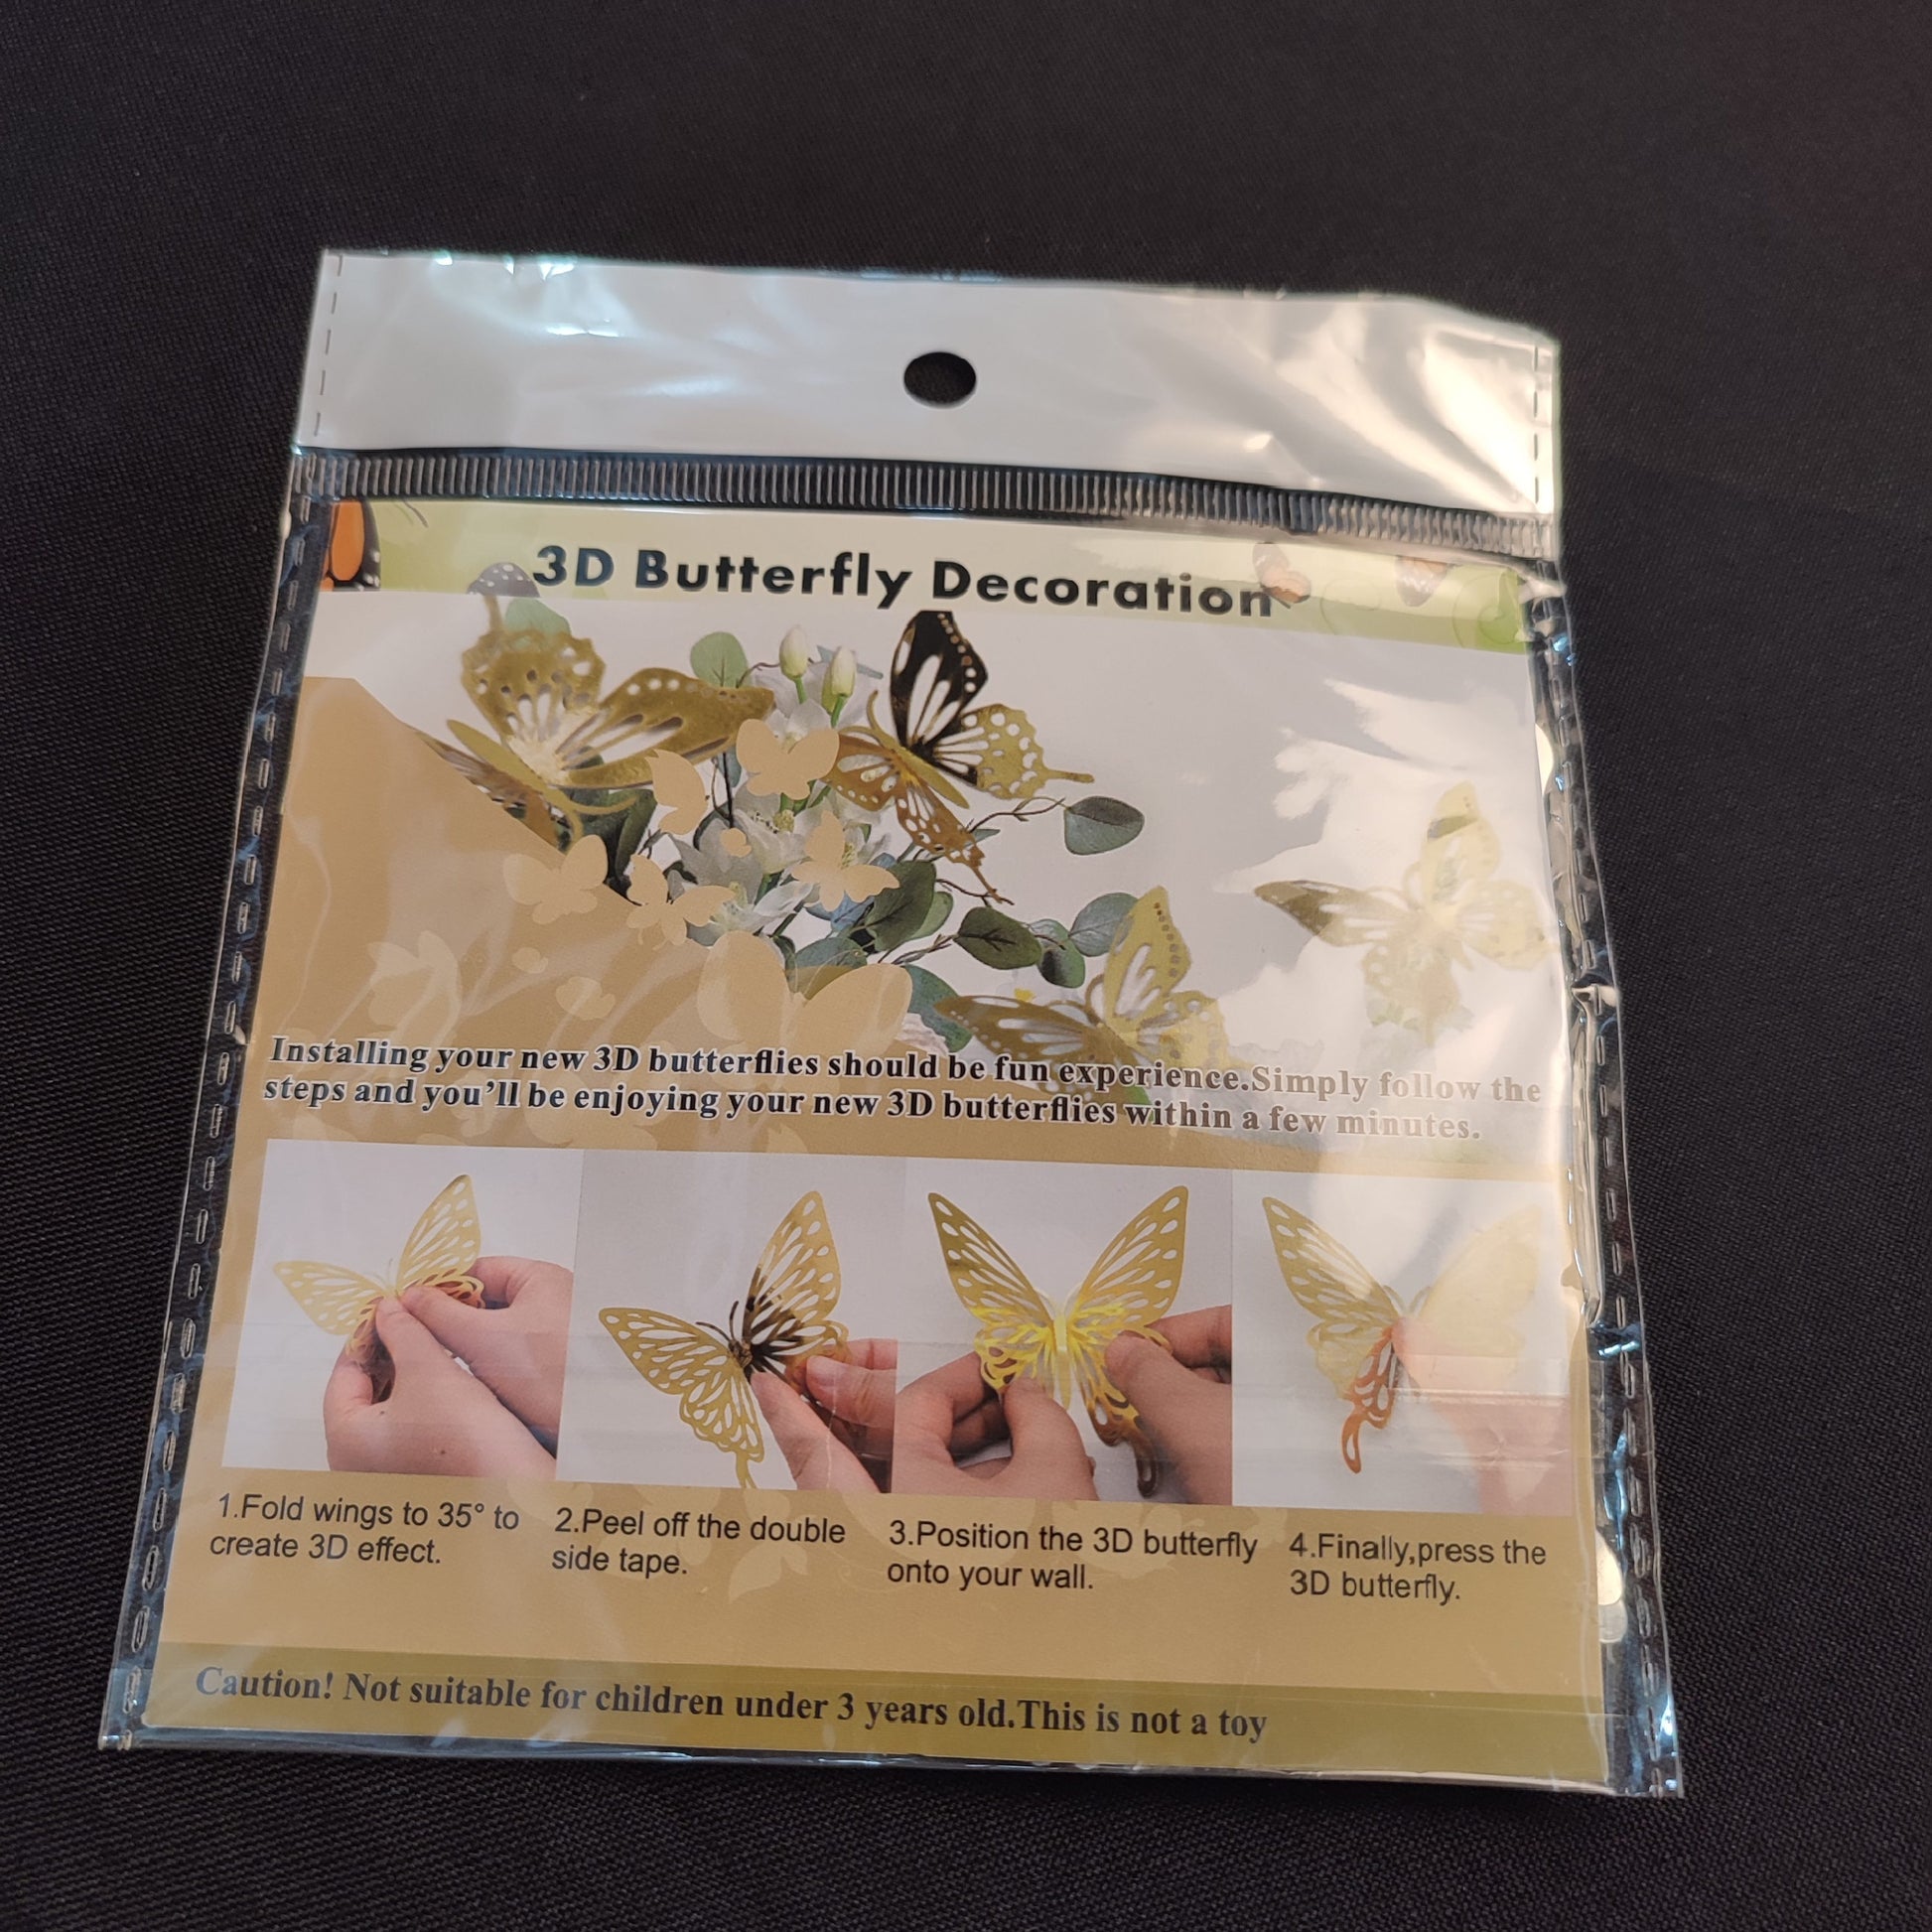 3D Butterfly Decoration
Installing your new 3D butterflies should be fun experience.Simply follow the
steps and you’ll be enjoying your new 3D butterflies within a few minutes.
1.Fold wings to 35° to
create 3D effect.
2.Peel off the double
side tape.
3.Position the 3D butterfly
onto your wall.
4.Finally,press the
3D butterfly.
Caution! Not suitable for children under 3 years old.This is not a toy